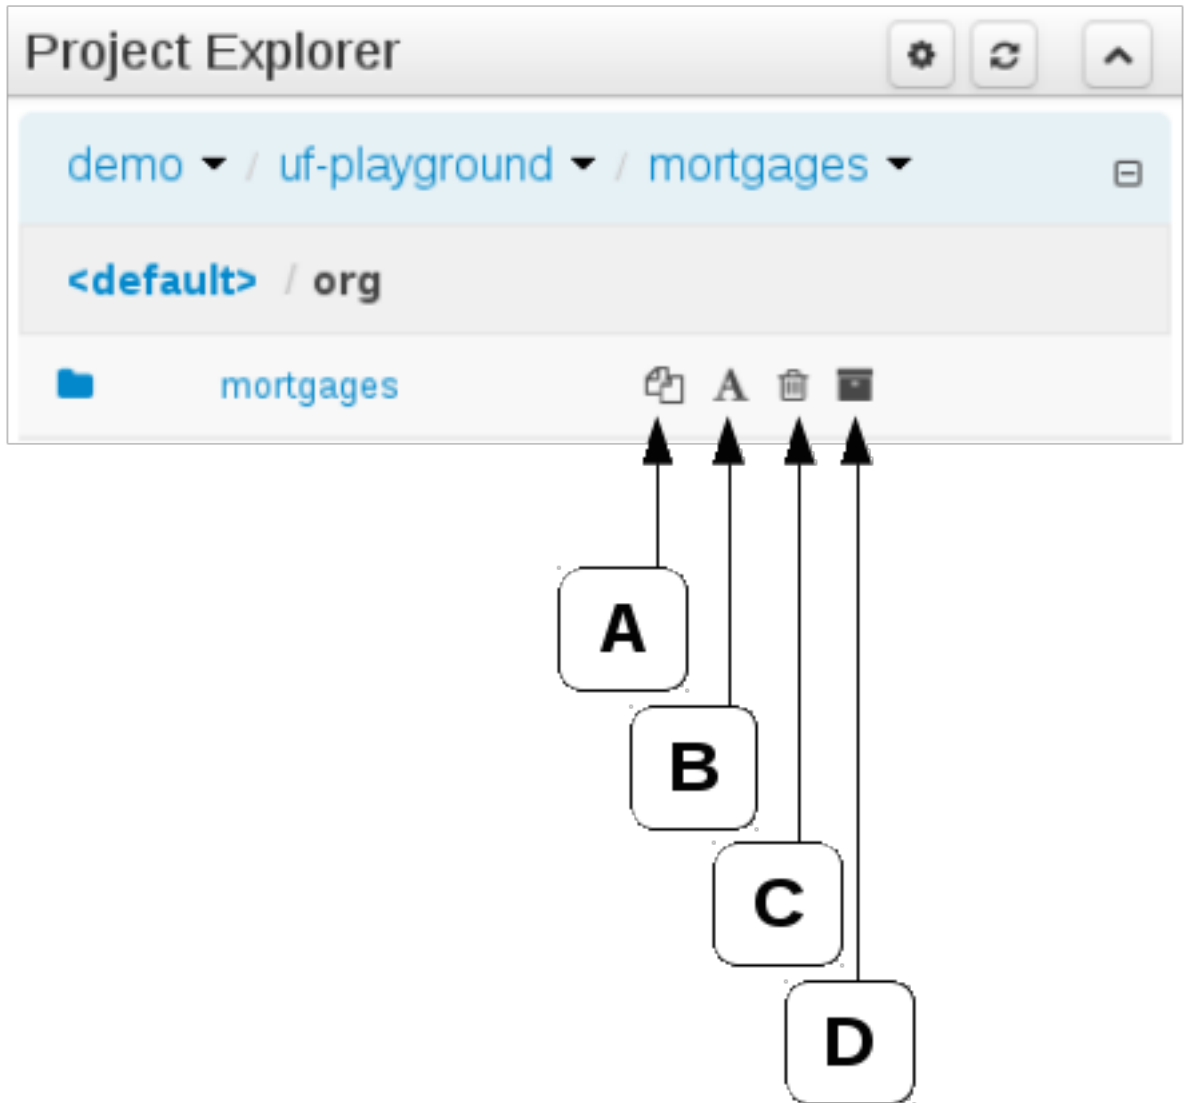 Project Explorer
demo / uf-playground / mortgages
<default> / org
mortgages A
A
B
C
D